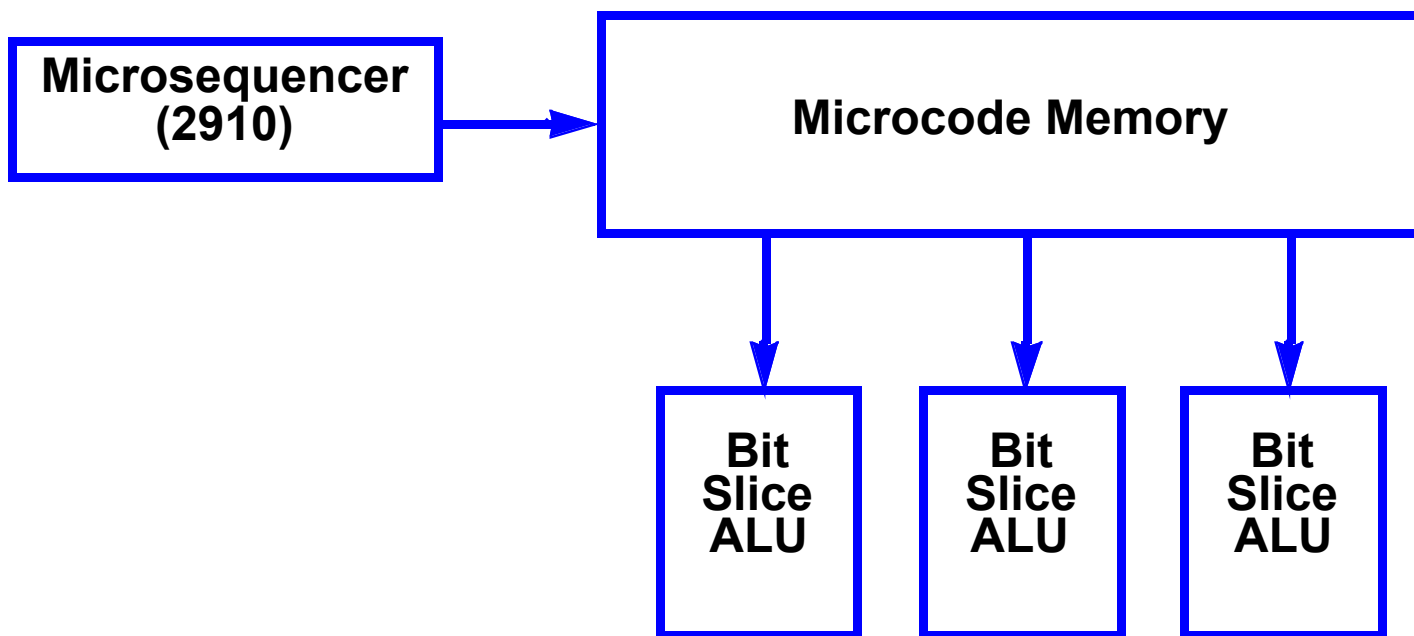 Microsequencer
(2910)
Microcode Memory
Bit
Slice
ALU
Bit
Slice
ALU
Bit
Slice
ALU